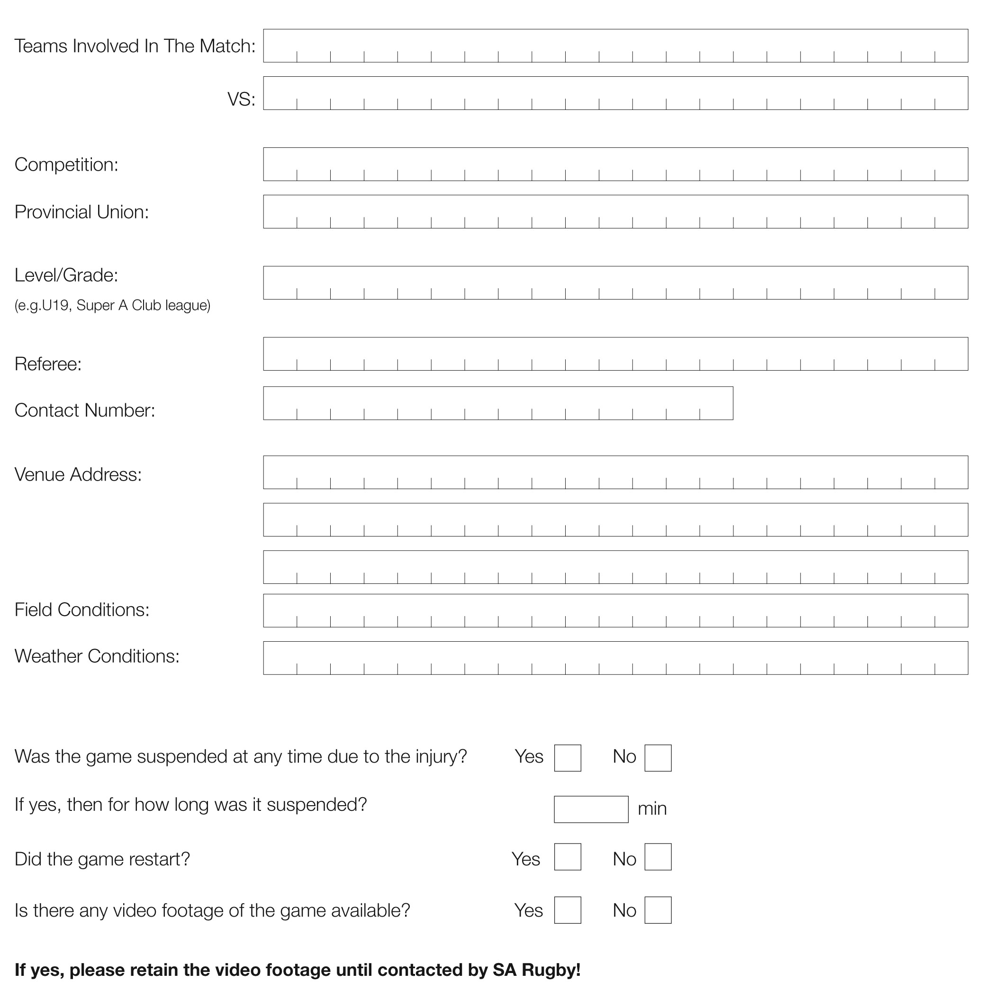 Teams Involved In The Match:
VS:
Competition:
Provincial Union:
Level/Grade:
(e.g.U19, Super A Club league)
Referee:
Contact Number:
Venue Address:
Field Conditions:
Weather Conditions:
Was the game suspended at any time due to the injury? Yes No
If yes, then for how long was it suspended? min
Did the game restart? Yes No
Is there any video footage of the game available? Yes No
If yes, please retain the video footage until contacted by SA Rugby!